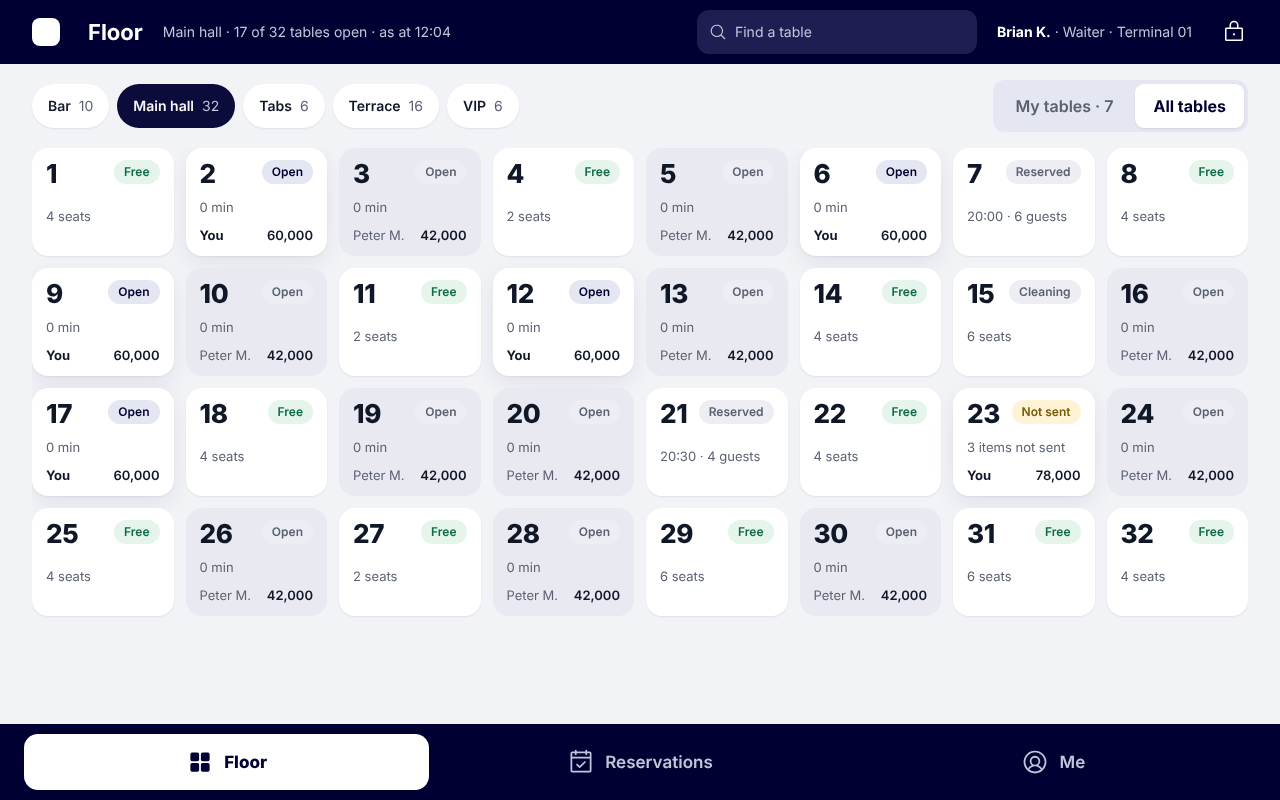 Floor
Main hall · 17 of 32 tables open · as at 12:04
Find a table
Brian K. · Waiter · Terminal 01
Bar 10
Main hall 32
Tabs 6
Terrace 16
VIP 6
My tables · 7
All tables
1 Free
4 seats
2 Open
0 min
You 60,000
3 Open
0 min
Peter M. 42,000
4 Free
2 seats
5 Open
0 min
Peter M. 42,000
6 Open
0 min
You 60,000
7 Reserved
20:00 · 6 guests
8 Free
4 seats
9 Open
0 min
You 60,000
10 Open
0 min
Peter M. 42,000
11 Free
2 seats
12 Open
0 min
You 60,000
13 Open
0 min
Peter M. 42,000
14 Free
4 seats
15 Cleaning
6 seats
16 Open
0 min
Peter M. 42,000
17 Open
0 min
You 60,000
18 Free
4 seats
19 Open
0 min
Peter M. 42,000
20 Open
0 min
Peter M. 42,000
21 Reserved
20:30 · 4 guests
22 Free
4 seats
23 Not sent
3 items not sent
You 78,000
24 Open
0 min
Peter M. 42,000
25 Free
4 seats
26 Open
0 min
Peter M. 42,000
27 Free
2 seats
28 Open
0 min
Peter M. 42,000
29 Free
6 seats
30 Open
0 min
Peter M. 42,000
31 Free
6 seats
32 Free
4 seats
Floor
Reservations
Me